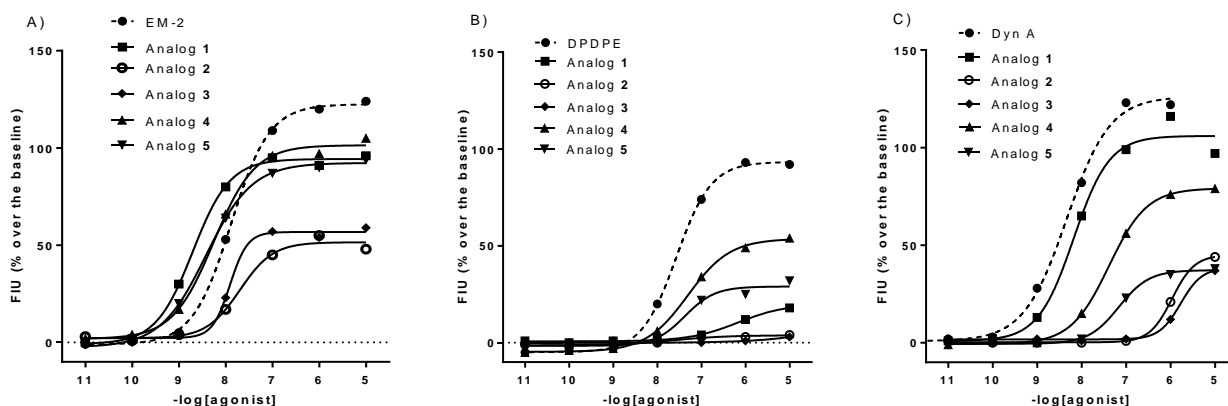 A)
EM-2
Analog 1
Analog 2
Analog 3
Analog 4
Analog 5
150
100
50
0
FIU (% over the baseline)
11 10 9 8 7 6 5
-log[agonist]
B)
DPDPE
Analog 1
Analog 2
Analog 3
Analog 4
Analog 5
150
100
50
0
FIU (% over the baseline)
11 10 9 8 7 6 5
-log[agonist]
C)
Dyn A
Analog 1
Analog 2
Analog 3
Analog 4
Analog 5
150
100
50
0
FIU (% over the baseline)
11 10 9 8 7 6 5
-log[agonist]